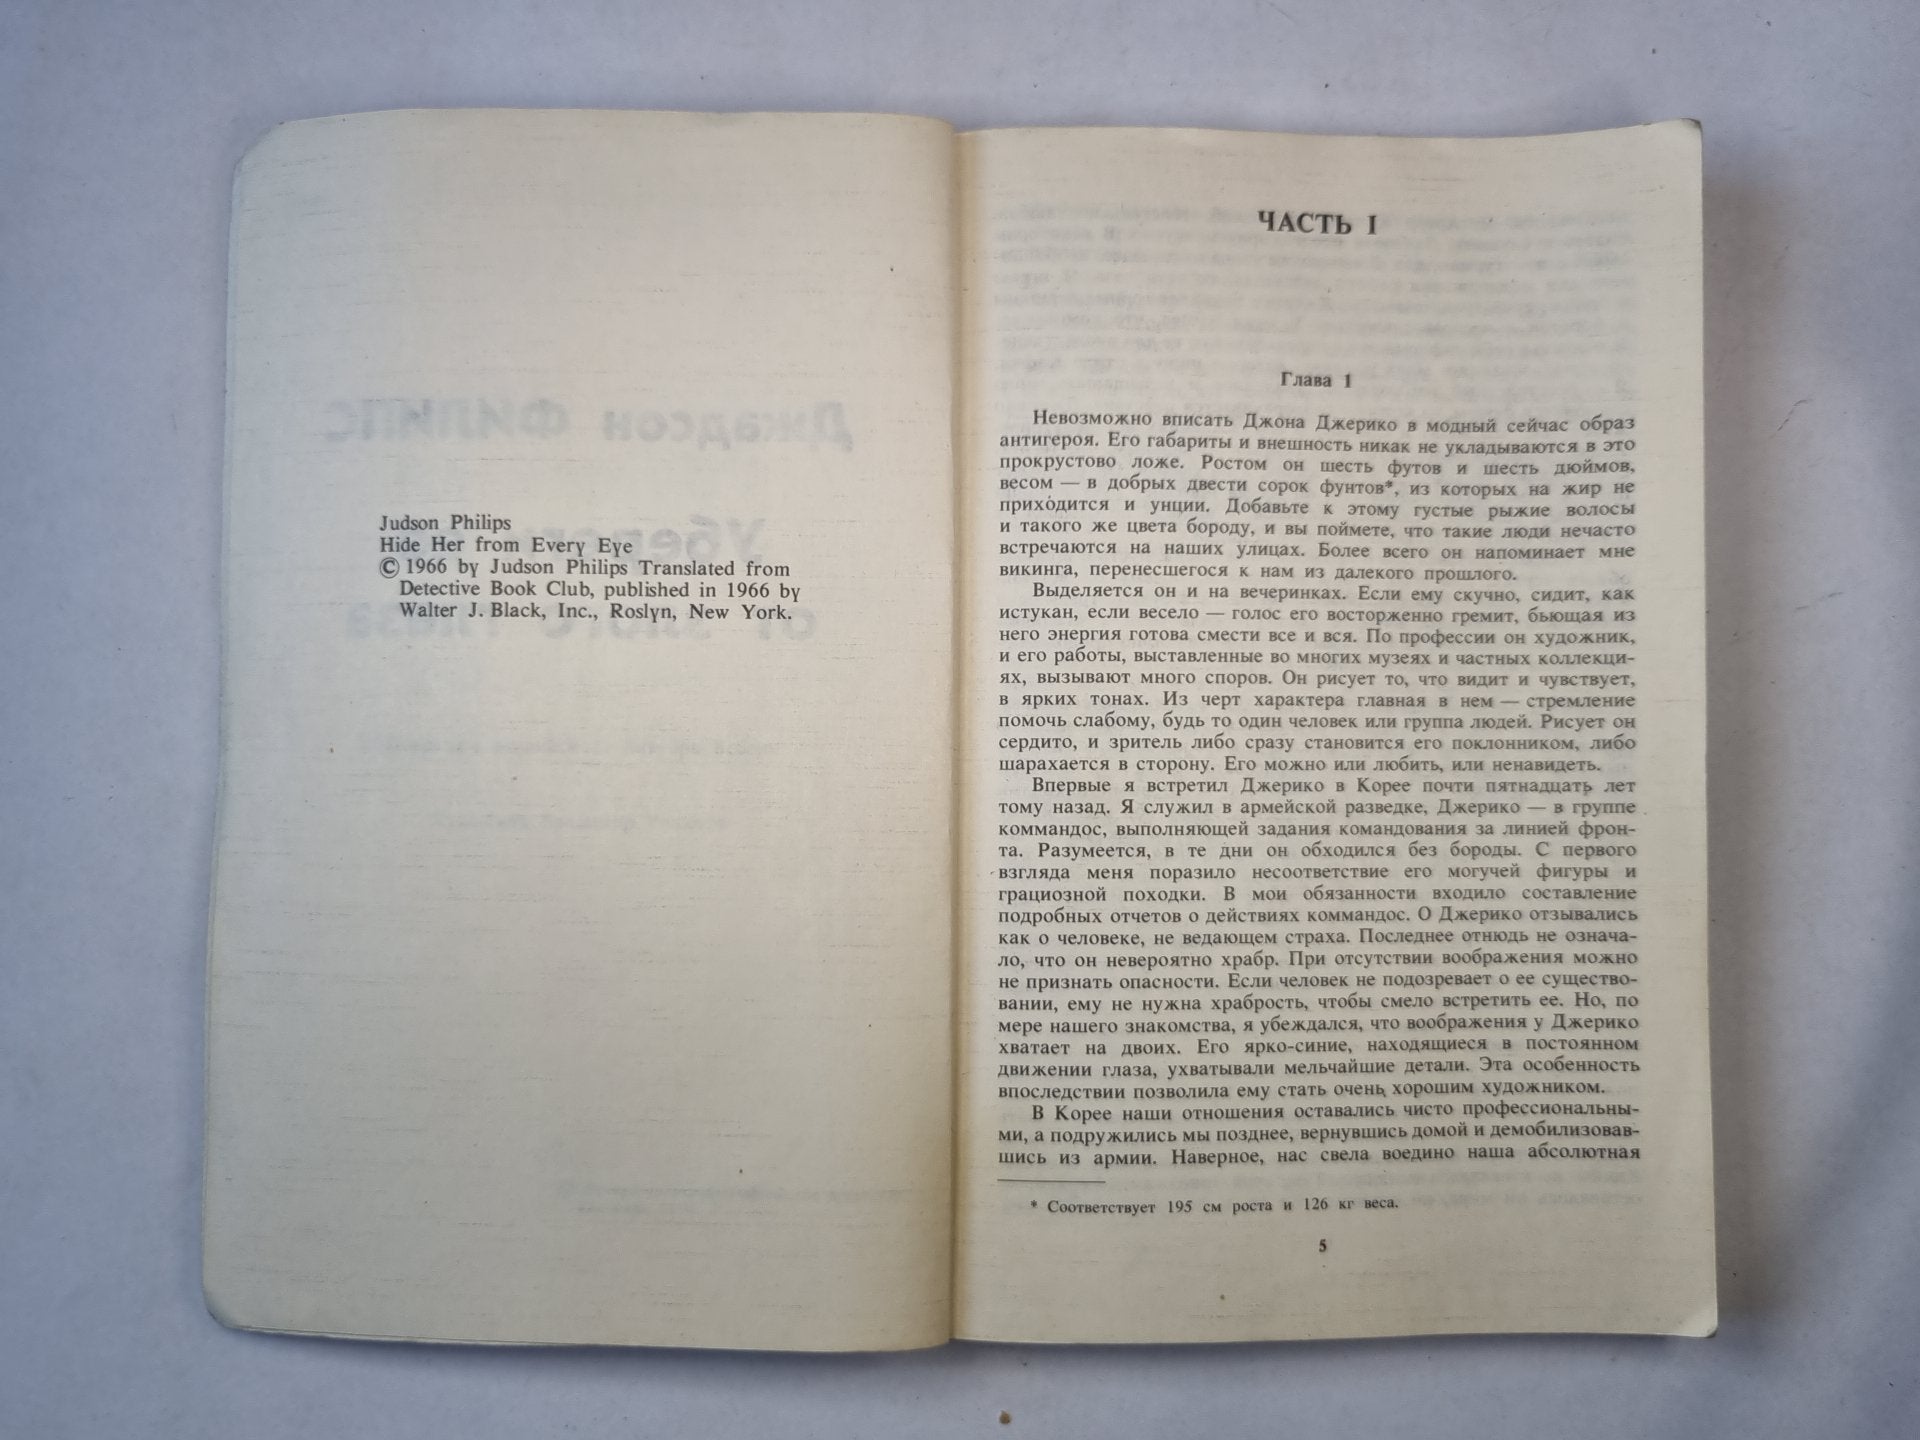 Judson Philips
Hide Her from Every Eye
© 1966 by Judson Philips Translated from
Detective Book Club, published in 1966 by
Walter J. Black, Inc., Roslyn, New York.
ЧАСТЬ I
Глава 1
Невозможно вписать Джона Джерико в модный сейчас образ
антигероя. Его габариты и внешность никак не укладываются в это
прокрустово ложе. Ростом он шесть футов и шесть дюймов,
весом — в добрых двести сорок фунтов*, из которых на жир не
приходится и унции. Добавьте к этому густые рыжие волосы
и такого же цвета бороду, и вы поймете, что такие люди нечасто
встречаются на наших улицах. Более всего он напоминает мне
викинга, перенесшегося к нам из далекого прошлого.
Выделяется он и на вечеринках. Если ему скучно, сидит, как
истукан, если весело — голос его восторженно гремит, бьющая из
него энергия готова смести все и вся. По профессии он художник,
и его работы, выставленные во многих музеях и частных коллекци-
ях, вызывают много споров. Он рисует то, что видит и чувствует,
в ярких тонах. Из черт характера главная в нем — стремление
помочь слабому, будь то один человек или группа людей. Рисует он
сердито, и зритель либо сразу становится его поклонником, либо
шарахается в сторону. Его можно или любить, или ненавидеть.
Впервые я встретил Джерико в Корее почти пятнадцать лет
тому назад. Я служил в армейской разведке, Джерико — в группе
коммандос, выполняющей задания командования за линией фрон-
та. Разумеется, в те дни он обходился без бороды. С первого
взгляда меня поразило несоответствие его могучей фигуры и
грациозной походки. В мои обязанности входило составление
подробных отчетов о действиях коммандос. О Джерико отзывались
как о человеке, не ведающем страха. Последнее отнюдь не означа-
ло, что он невероятно храбр. При отсутствии воображения можно
не признать опасности. Если человек не подозревает о ее существо-
вании, ему не нужна храбрость, чтобы смело встретить ее. Но, по
мере нашего знакомства, я убеждался, что воображения у Джерико
хватает на двоих. Его ярко-синие, находящиеся в постоянном
движении глаза, ухватывали мельчайшие детали. Эта особенность
впоследствии позволила ему стать очень хорошим художником.
В Корее наши отношения оставались чисто профессиональны-
ми, а подружились мы позднее, вернувшись домой и демобилизовав-
шись из армии. Наверное, нас свела воедино наша абсолютная
* Соответствует 195 см роста и 126 кг веса.
5